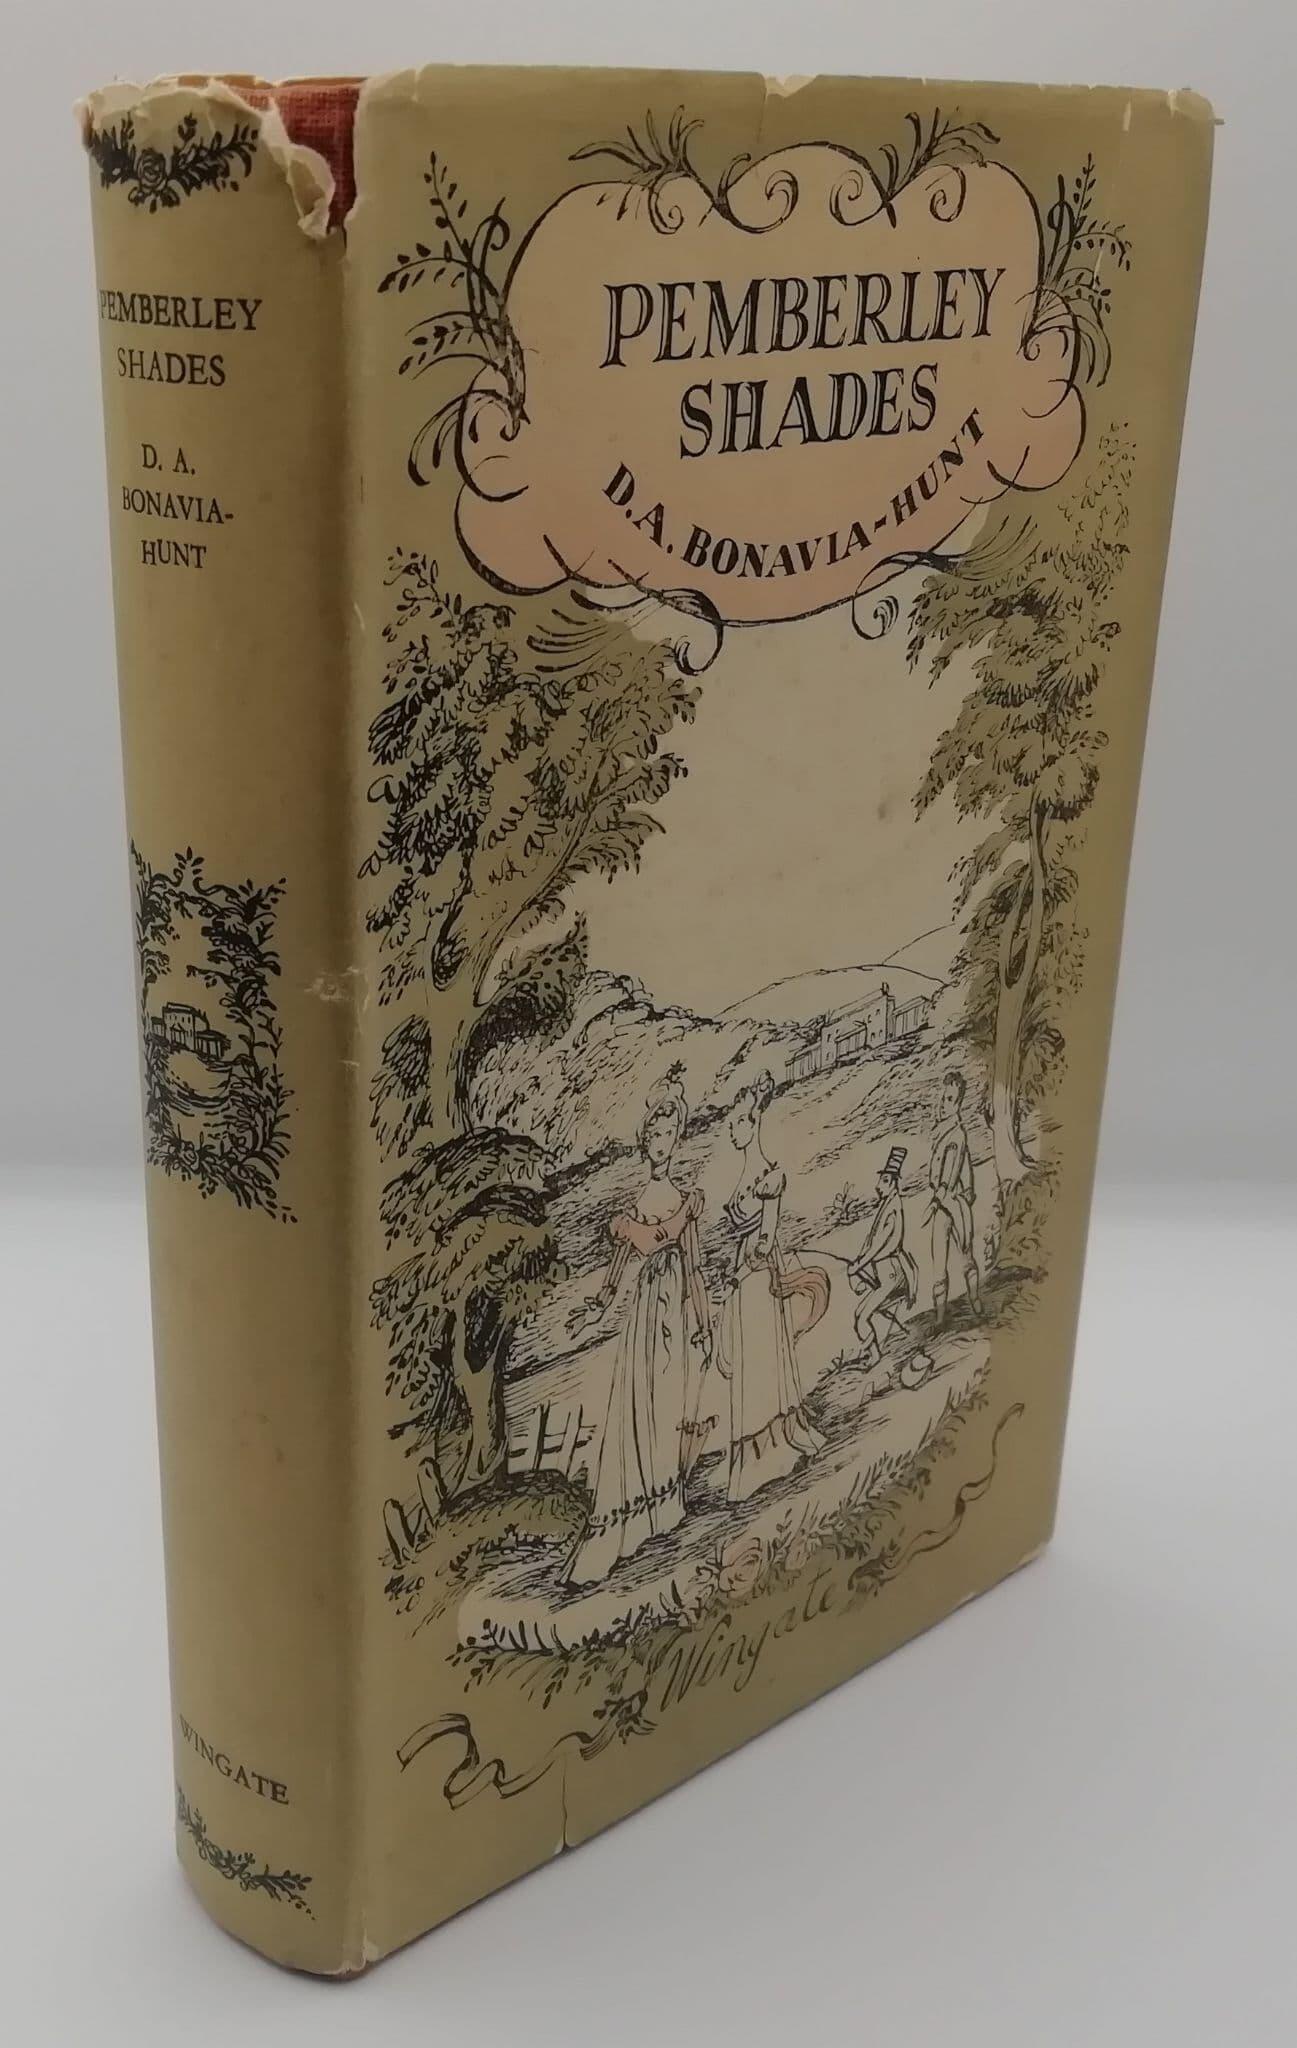 PEMBERLEY
SHADES
D. A.
BONAVIA-
HUNT
WINGATE
PEMBERLEY
SHADES
D.A. BONAVIA-HUNT
Wingate